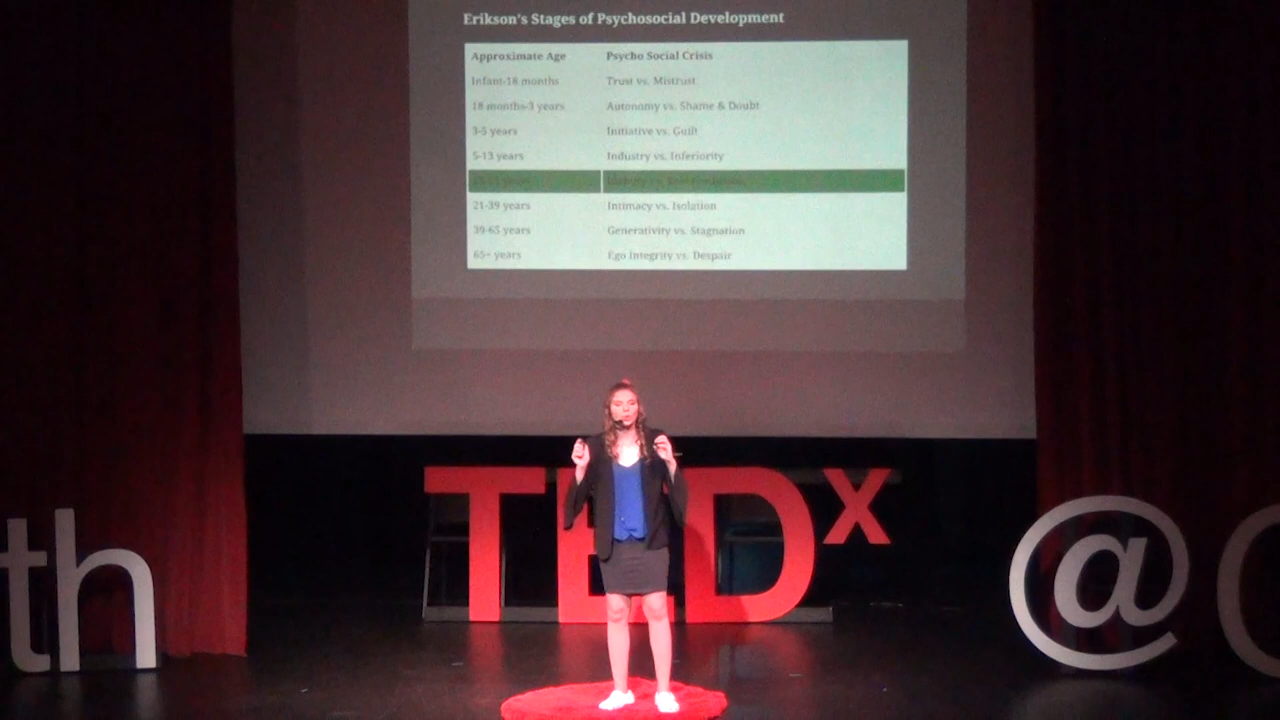 Erikson's Stages of Psychosocial Development
Approximate Age Psycho Social Crisis
Infant-18 months Trust vs. Mistrust
18 months-3 years Autonomy vs. Shame & Doubt
3-5 years Initiative vs. Guilt
5-13 years Industry vs. Inferiority
Identity vs.
21-39 years Intimacy vs. Isolation
39-65 years Generativity vs. Stagnation
65+ years Ego Integrity vs. Despair
th TEDx @